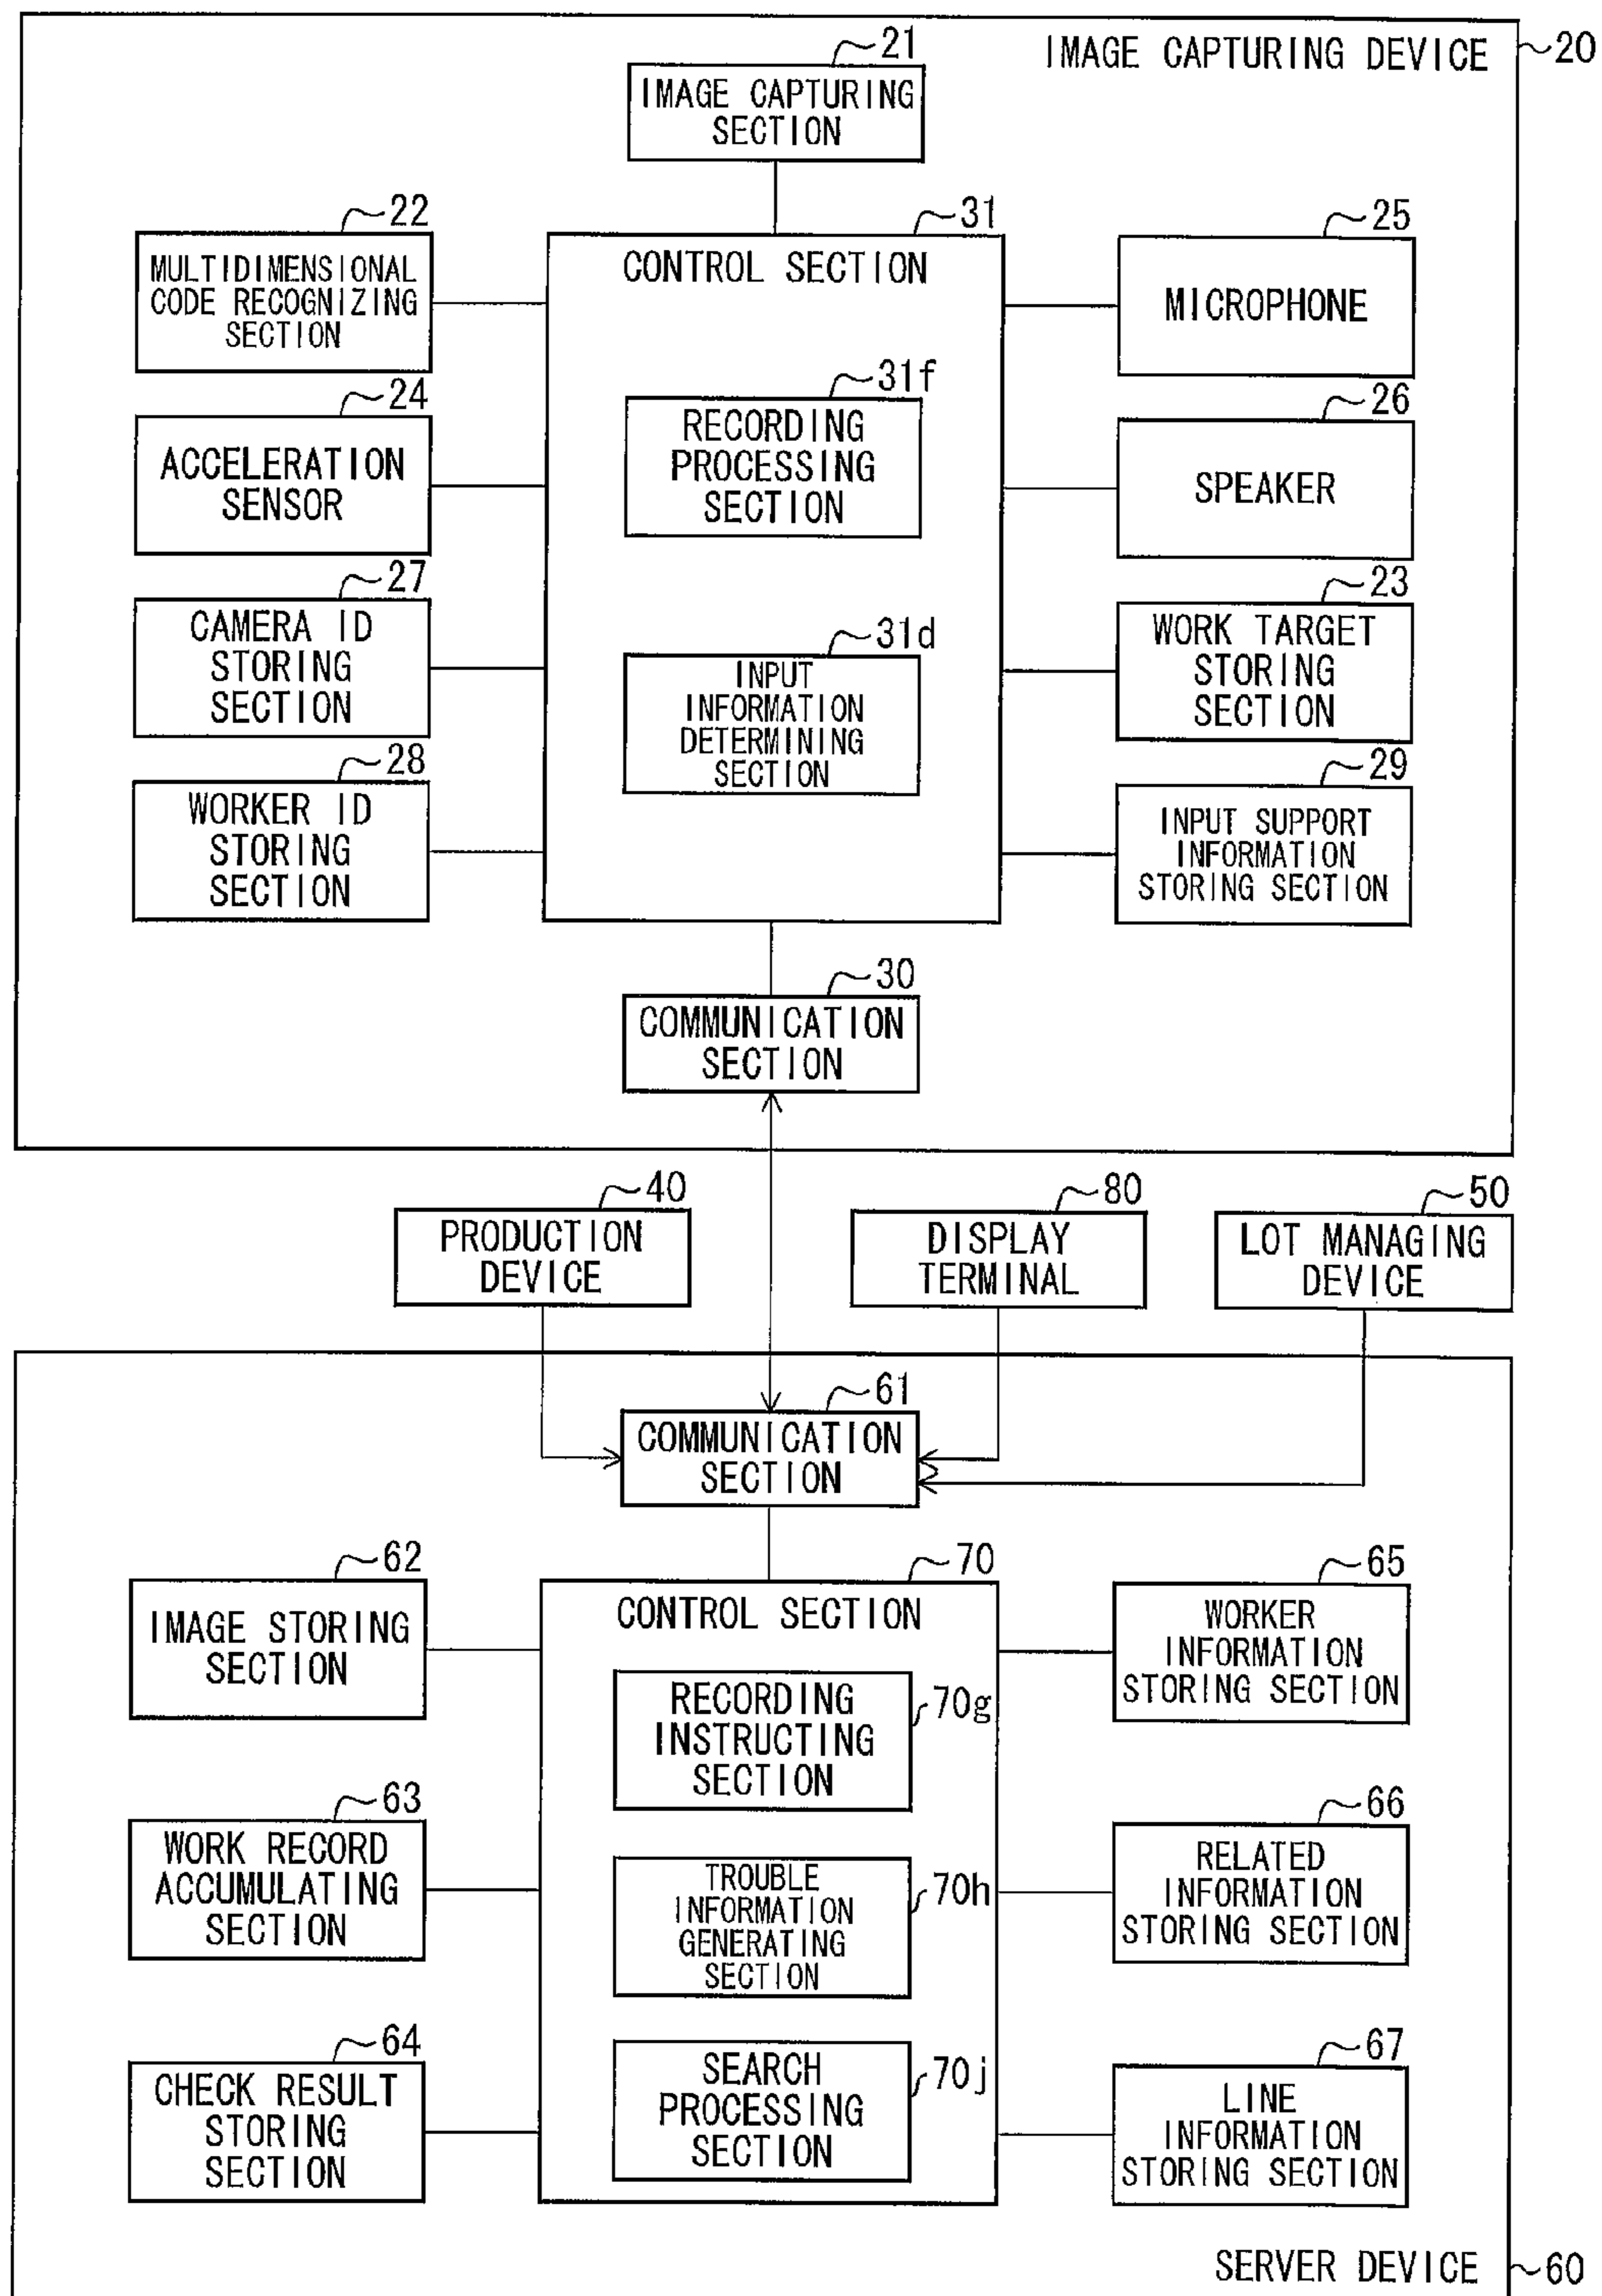 IMAGE CAPTURING DEVICE
20
21
IMAGE CAPTURING
SECTION
22
MULTIDIMENSIONAL
CODE RECOGNIZING
SECTION
31
CONTROL SECTION
25
MICROPHONE
24
ACCELERATION
SENSOR
31f
RECORDING
PROCESSING
SECTION
26
SPEAKER
27
CAMERA ID
STORING
SECTION
31d
INPUT
INFORMATION
DETERMINING
SECTION
23
WORK TARGET
STORING
SECTION
28
WORKER ID
STORING
SECTION
29
INPUT SUPPORT
INFORMATION
STORING SECTION
30
COMMUNICATION
SECTION
40
PRODUCTION
DEVICE
80
DISPLAY
TERMINAL
50
LOT MANAGING
DEVICE
61
COMMUNICATION
SECTION
62
IMAGE STORING
SECTION
70
CONTROL SECTION
65
WORKER
INFORMATION
STORING SECTION
RECORDING
INSTRUCTING
SECTION
70g
63
WORK RECORD
ACCUMULATING
SECTION
TROUBLE
INFORMATION
GENERATING
SECTION
70h
66
RELATED
INFORMATION
STORING SECTION
64
CHECK RESULT
STORING
SECTION
SEARCH
PROCESSING
SECTION
70j
67
LINE
INFORMATION
STORING SECTION
SERVER DEVICE
60